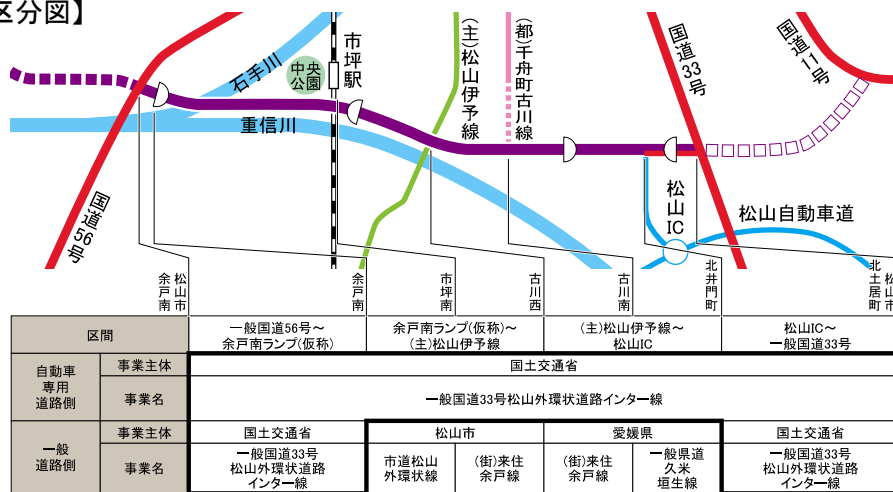 区分図】
石手川
中央
公園
市坪駅
(主)松山伊予線
(都)千舟町古川線
国道33号
国道11号
重信川
国道56号
松山IC
松山自動車道
松山市
余戸南
余戸南
市坪南
古川西
古川南
北井門町
松山市
北土居町
区間
一般国道56号～
余戸南ランプ(仮称)
余戸南ランプ(仮称)～
(主)松山伊予線
(主)松山伊予線～
松山IC
松山IC～
一般国道33号
自動車
専用
道路側
事業主体
国土交通省
事業名
一般国道33号松山外環状道路インター線
一般
道路側
事業主体
国土交通省
松山市
愛媛県
国土交通省
事業名
一般国道33号
松山外環状道路
インター線
市道松山
外環状線
(街)来住
余戸線
(街)来住
余戸線
一般県道
久米
垣生線
一般国道33号
松山外環状道路
インター線